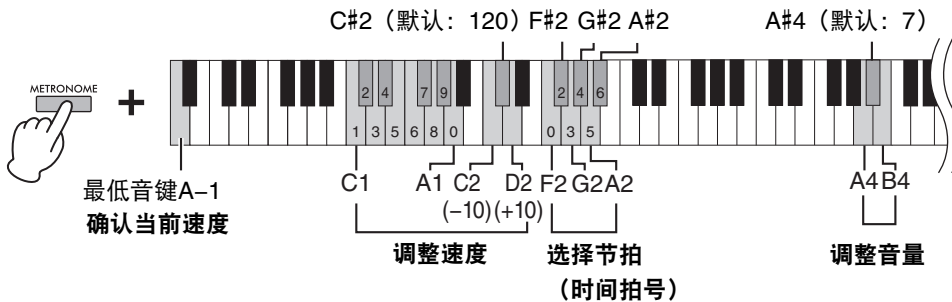 C♯2（默认：120）F♯2 G♯2 A♯2 A♯4（默认：7）
METRONOME
+
2 4 7 9 2 4 6
1 3 5 6 8 0 0 3 5
最低音键A–1
确认当前速度
C1 A1 C2 D2 F2 G2 A2 A4 B4
(–10) (+10)
调整速度 选择节拍 调整音量
（时间拍号）